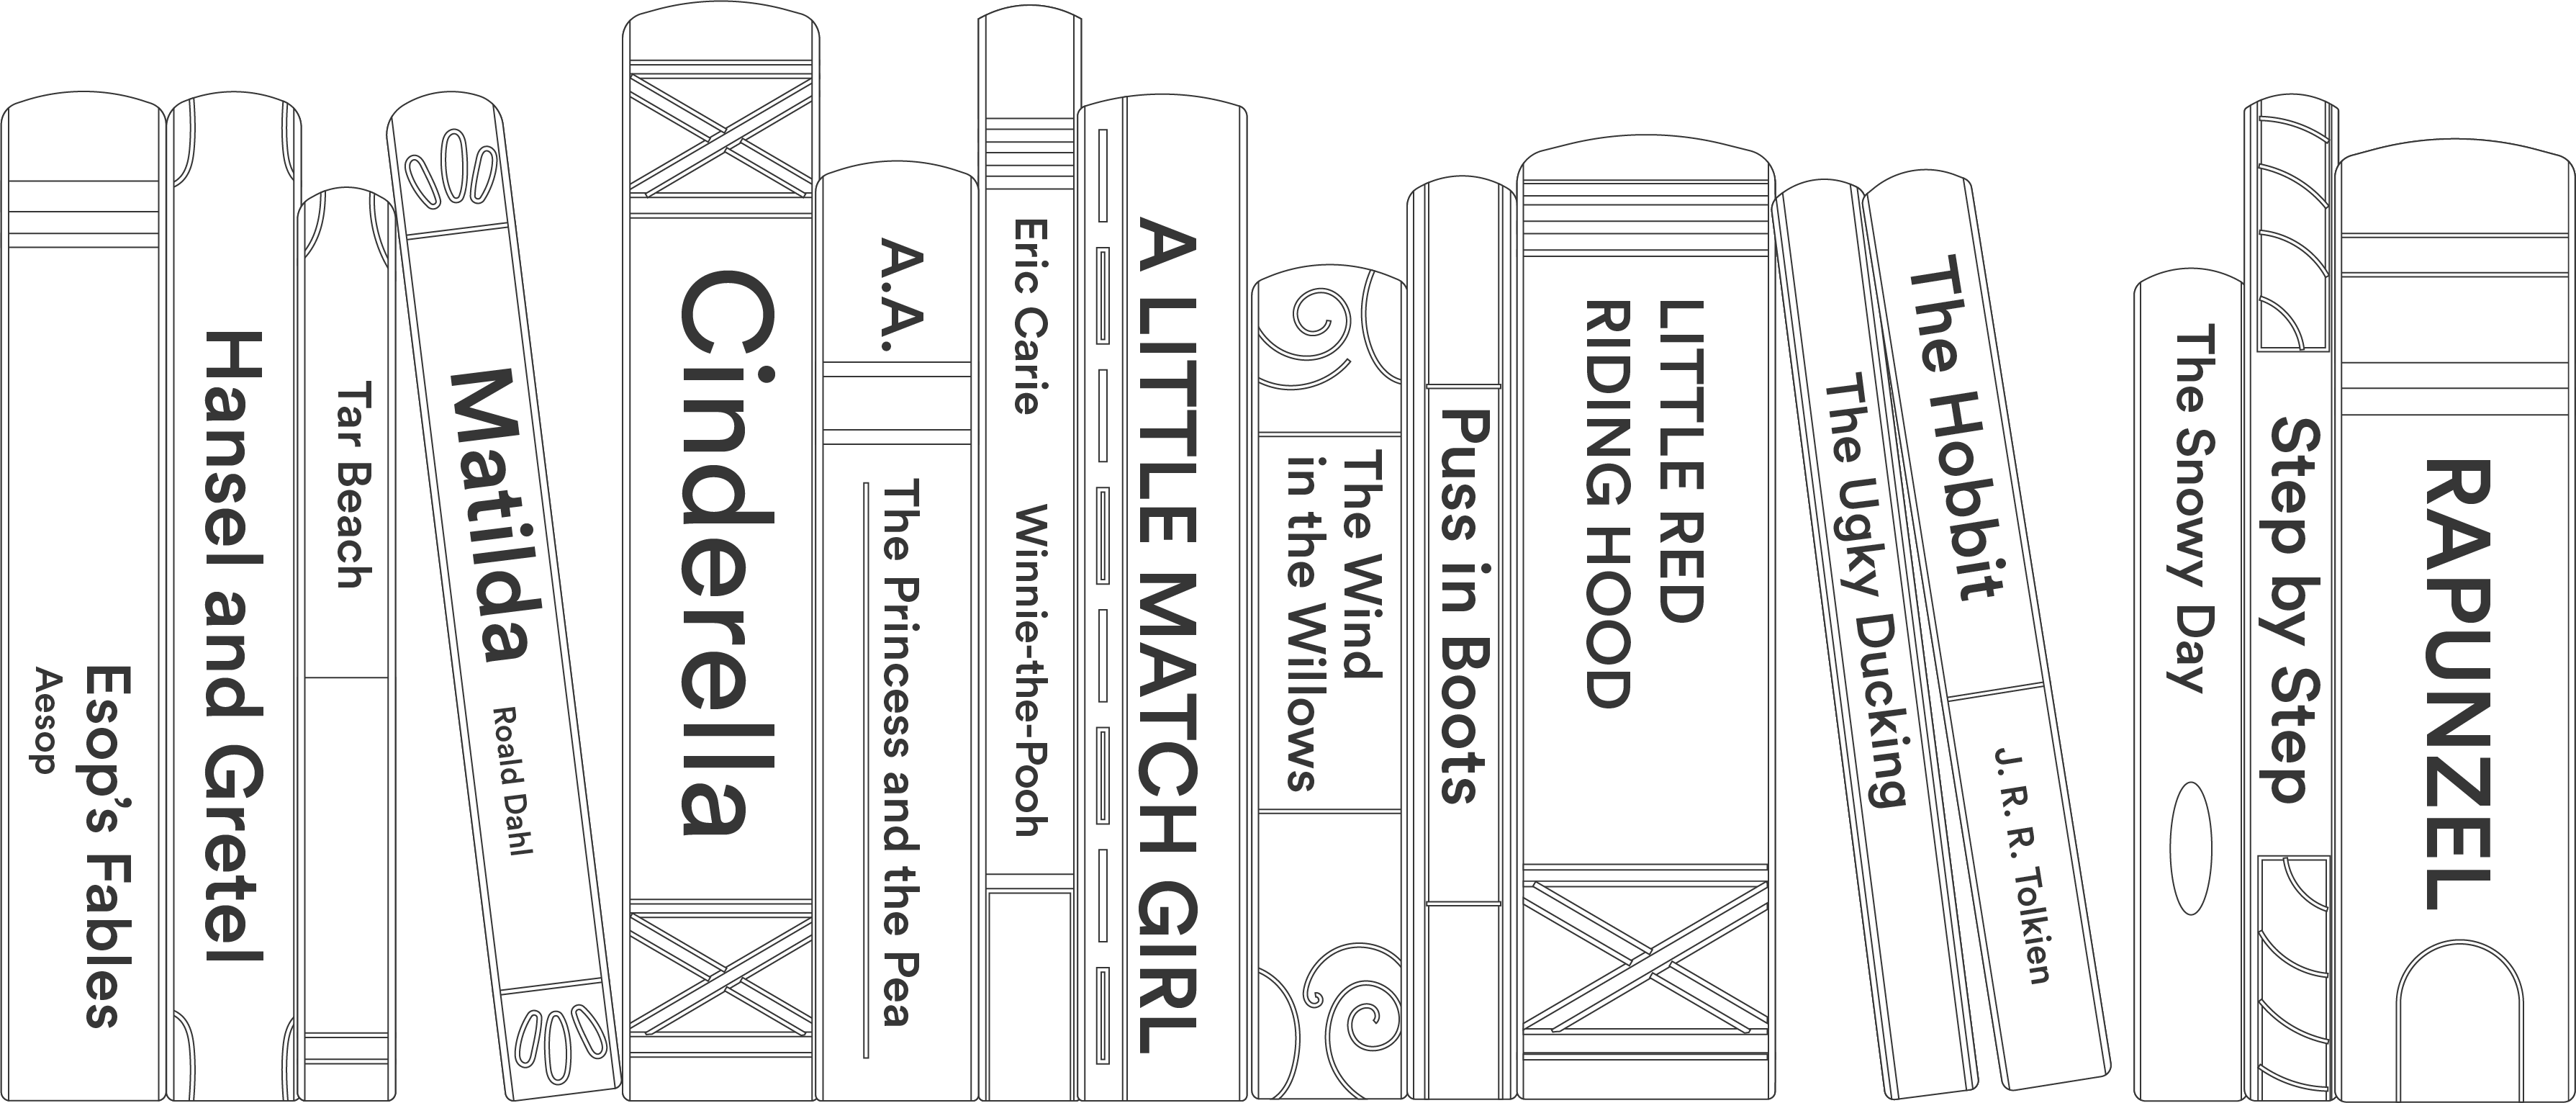 Esop's Fables
Aesop
Hansel and Gretel
Tar Beach
Matilda
Roald Dahl
Cinderella
A.A.
The Princess and the Pea
Eric Carie
Winnie-the-Pooh
A LITTLE MATCH GIRL
The Wind
in the Willows
Puss in Boots
LITTLE RED
RIDING HOOD
The Ugky Ducking
The Hobbit
J. R. R. Tolkien
The Snowy Day
Step by Step
RAPUNZEL